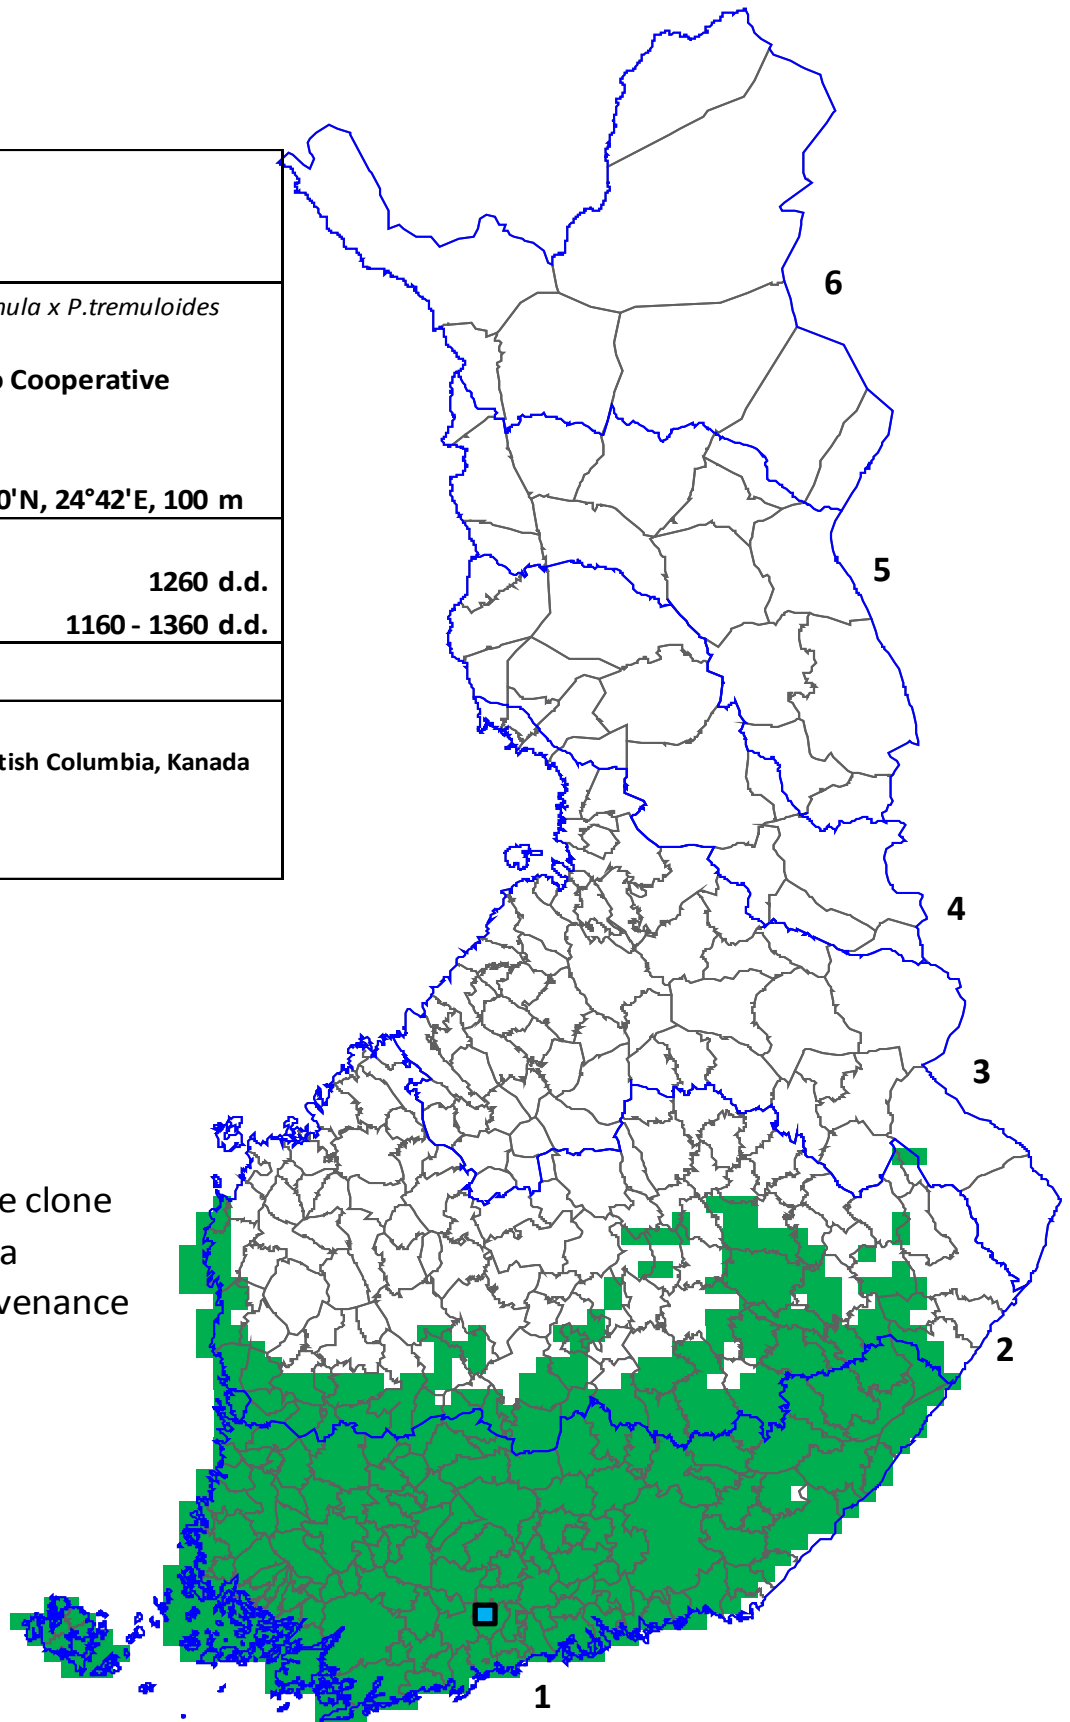 nula x P.tremuloides
o Cooperative
0'N, 24°42'E, 100 m
1260 d.d.
1160 - 1360 d.d.
tish Columbia, Kanada
6
5
4
3
e clone
a
venance
2
1